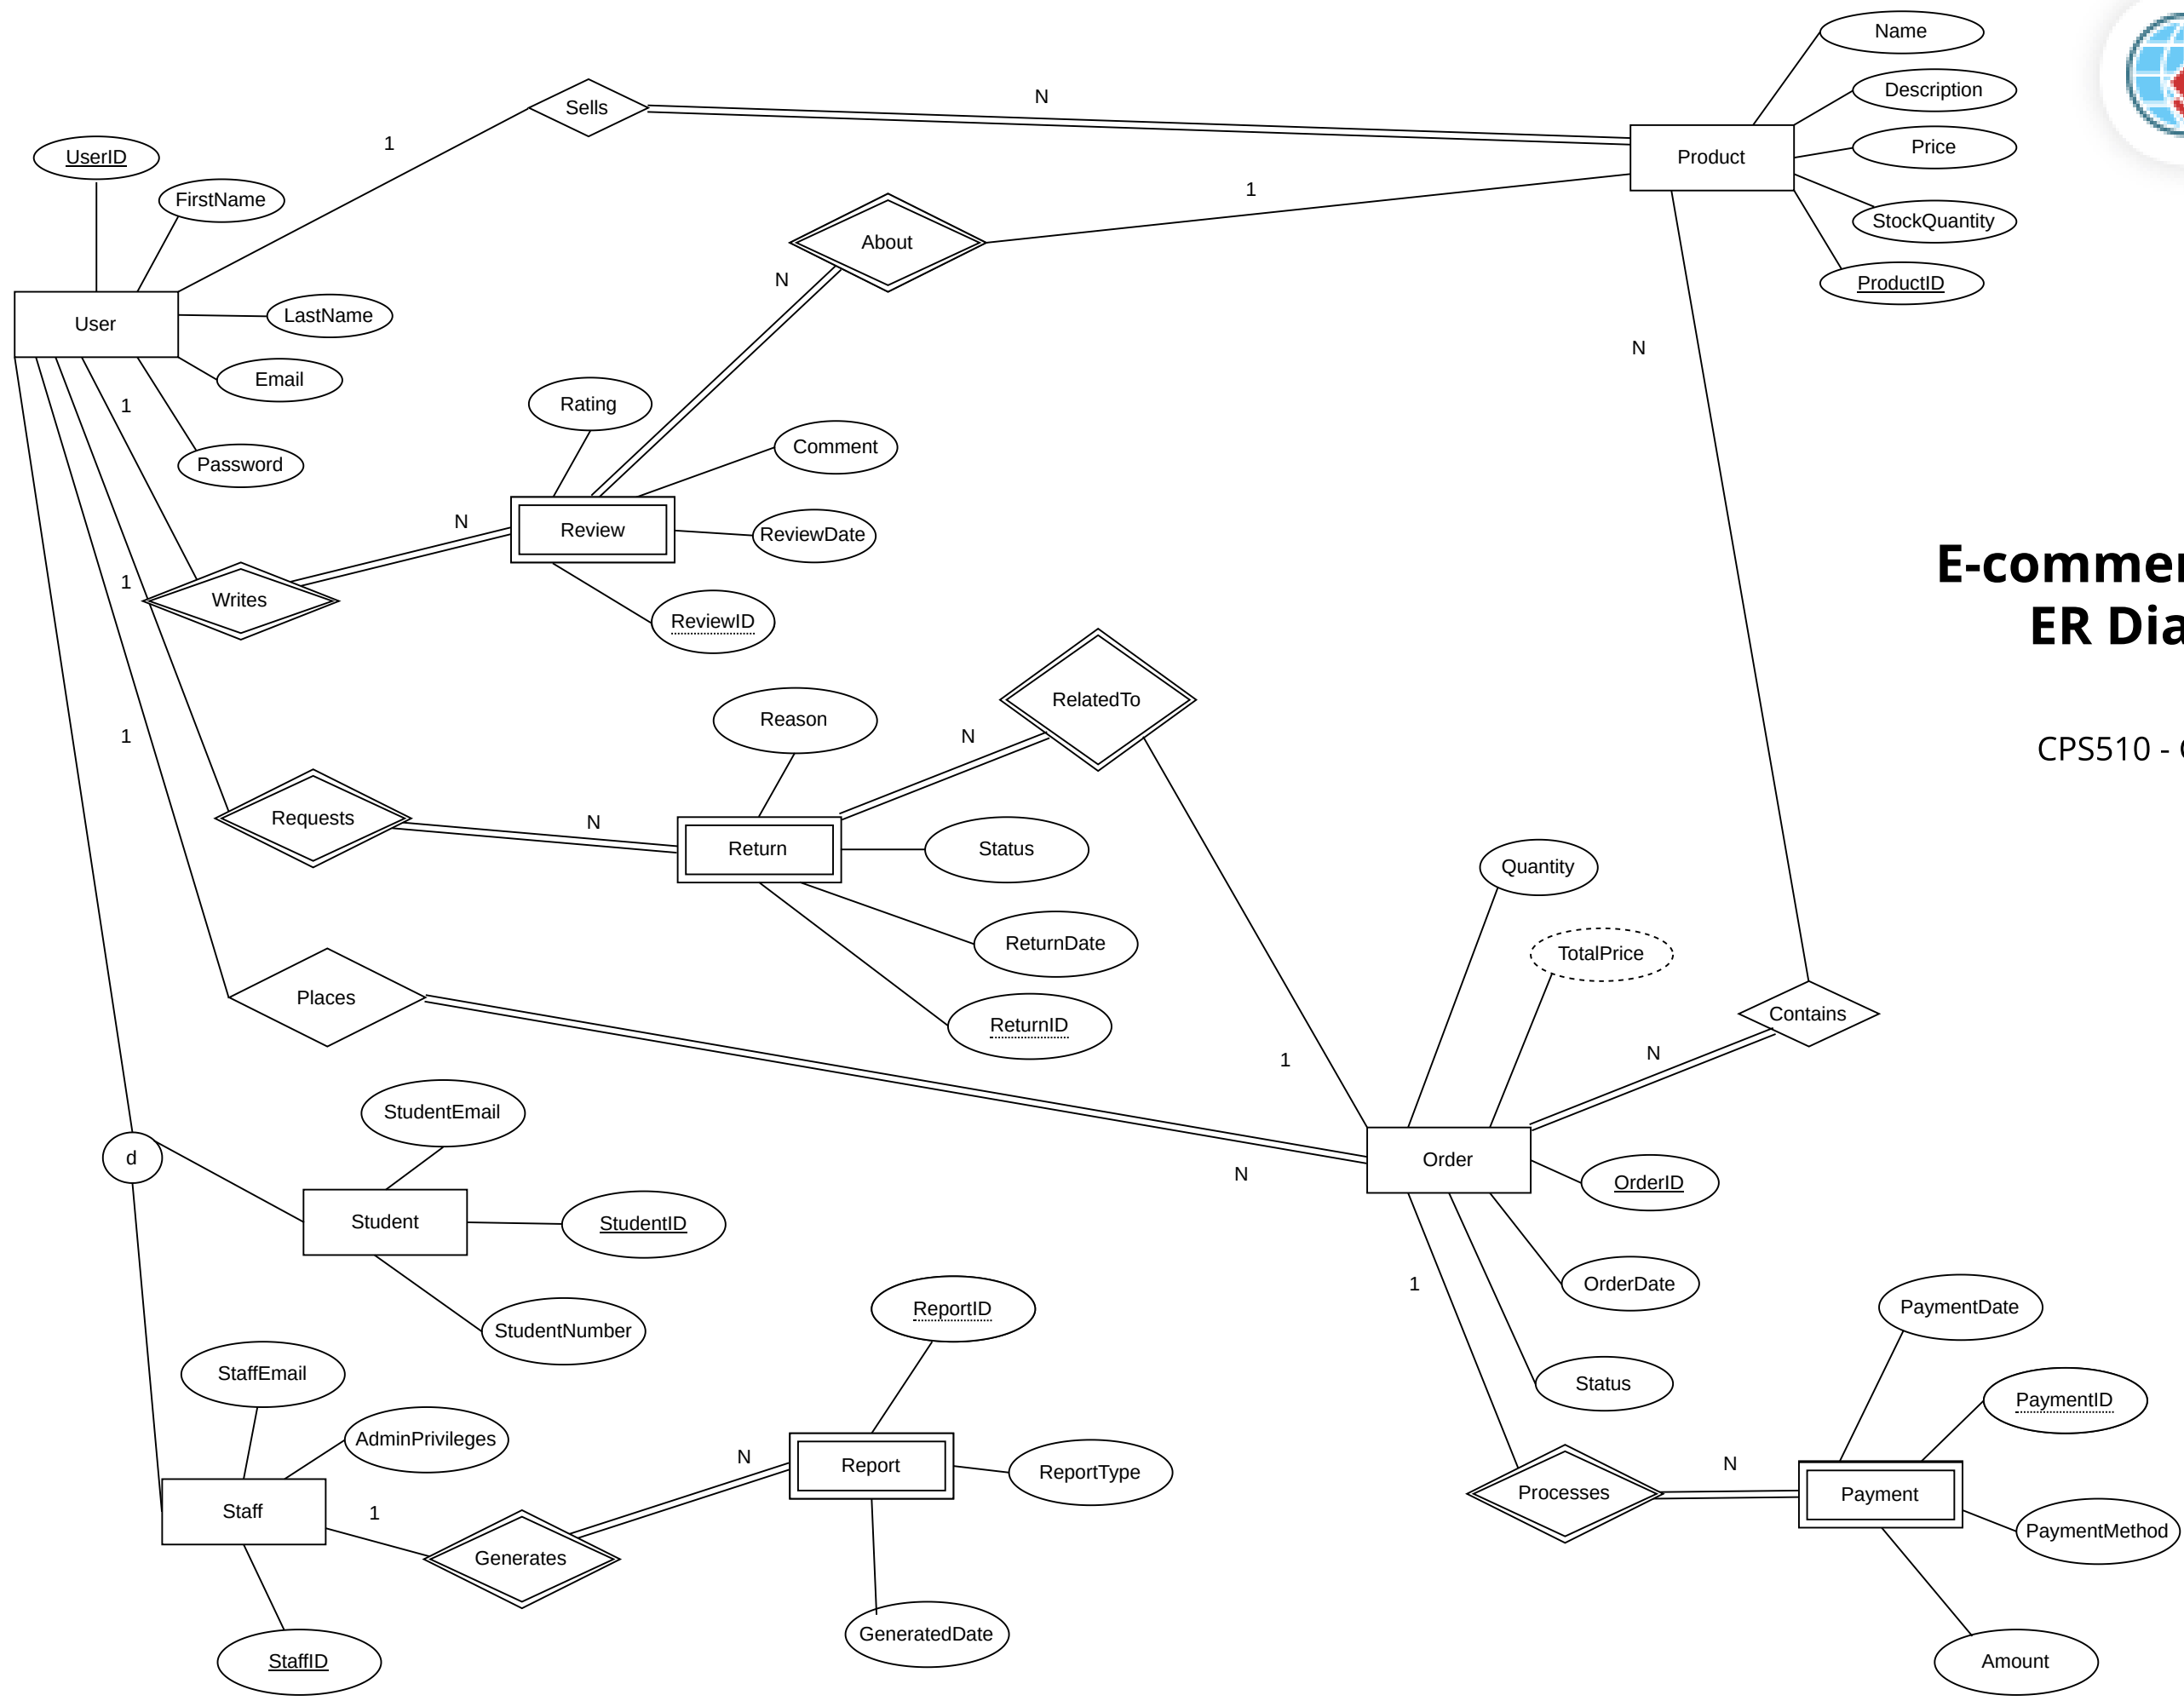 Name
Description
Price
StockQuantity
ProductID
Product
Sells
N
1
UserID
FirstName
LastName
Email
Password
User
About
1
N
N
Rating
Comment
ReviewDate
ReviewID
Review
1
N
Writes
1
1
Requests
N
Reason
Status
ReturnDate
ReturnID
Return
N
RelatedTo
1
Places
N
Quantity
TotalPrice
OrderID
OrderDate
Status
Order
N
Contains
d
StudentEmail
StudentID
StudentNumber
Student
StaffEmail
AdminPrivileges
StaffID
Staff
1
Generates
N
ReportID
ReportType
GeneratedDate
Report
1
Processes
N
PaymentDate
PaymentID
PaymentMethod
Amount
Payment
E-commer
ER Dia
CPS510 -